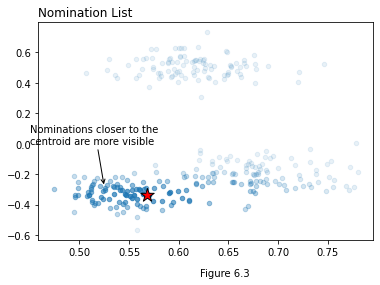 Nomination List
0.6
0.4
0.2
Nominations closer to the
centroid are more visible
0.0
−0.2
−0.4
−0.6
0.50 0.55 0.60 0.65 0.70 0.75
Figure 6.3